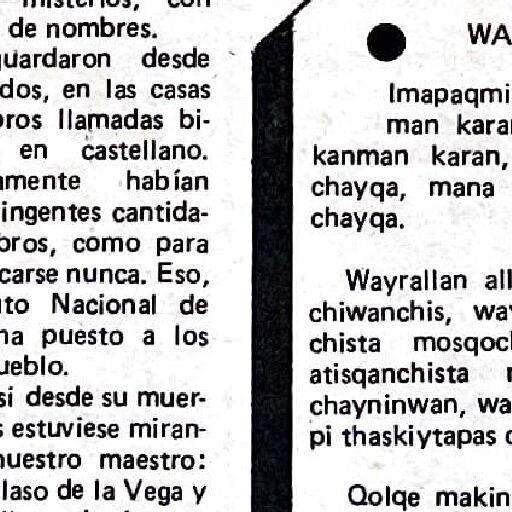 misterios, con
de nombres.
guardaron desde
dos, en las casas
bros llamadas bi-
en castellano.
amente habían
ingentes cantida-
bros, como para
carse nunca. Eso,
uto Nacional de
ha puesto a los
ueblo.
si desde su muer-
s estuviese miran-
nuestro maestro:
laso de la Vega y
WA
Imapaqmi
man karan
kanman karan,
chayqa, mana
chayqa.
Wayrallan all
chiwanchis, way
chista mosqoch
atisqanchista
chayninwan, wa
pi thaskiytapas
Qolqe makin